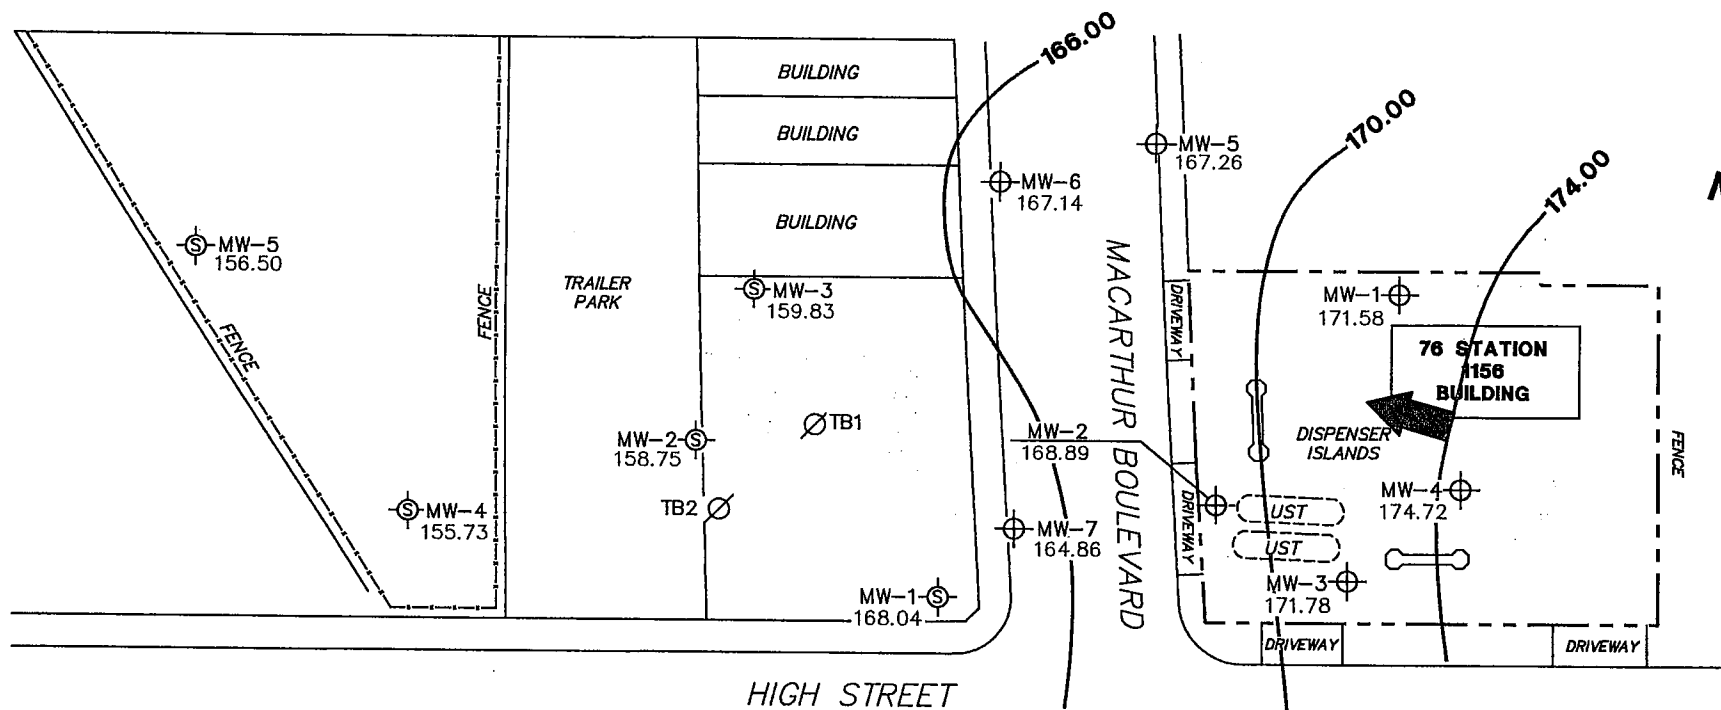 166.00
170.00
174.00
BUILDING
BUILDING
BUILDING
MW-5
167.26
MW-6
167.14
S MW-5
156.50
TRAILER
PARK
FENCE
FENCE
S MW-3
159.83
MACARTHUR BOULEVARD
DRIVEWAY
MW-1
171.58
76 STATION
1156
BUILDING
DISPENSER
ISLANDS
FENCE
TB1
MW-2 S
158.75
MW-2
168.89
TB2
S MW-4
155.73
MW-7
164.86
DRIVEWAY
UST
UST
MW-4
174.72
MW-3
171.78
MW-1 S
168.04
DRIVEWAY
DRIVEWAY
HIGH STREET